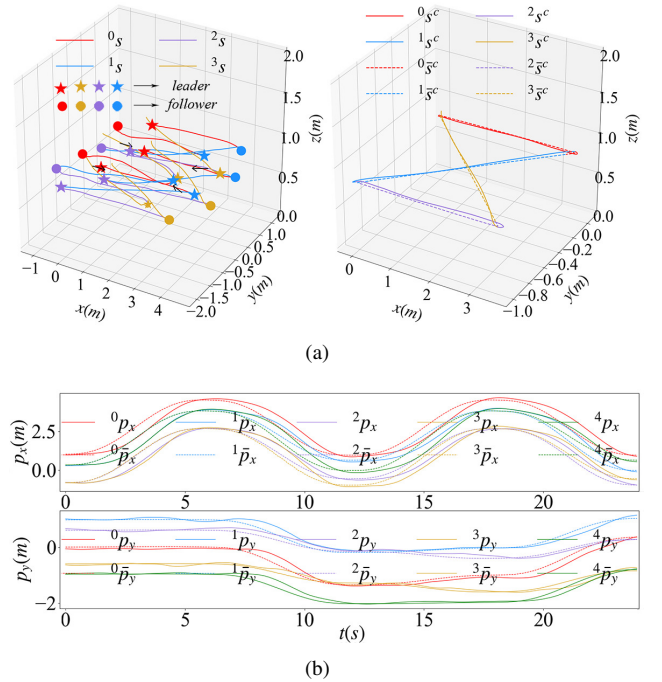 ⁰s ²s
¹s ³s
leader
follower
2.0
1.5
1.0
0.5
0.0
z(m)
−1 0 1 2 3 4
x(m)
−2.0 −1.5 −1.0 −0.5 0.0 0.5 1.0
y(m)
⁰sᶜ ²sᶜ
¹sᶜ ³sᶜ
⁰s̄ᶜ ²s̄ᶜ
¹s̄ᶜ ³s̄ᶜ
2.0
1.5
1.0
0.5
0.0
z(m)
0 1 2 3
x(m)
−1.0 −0.8 −0.6 −0.4 −0.2 0.0
y(m)
(a)
pₓ(m)
2.5
0.0
⁰pₓ ¹pₓ ²pₓ ³pₓ ⁴pₓ
⁰p̄ₓ ¹p̄ₓ ²p̄ₓ ³p̄ₓ ⁴p̄ₓ
0 5 10 15 20
p_y(m)
0
−2
⁰p_y ¹p_y ²p_y ³p_y ⁴p_y
⁰p̄_y ¹p̄_y ²p̄_y ³p̄_y ⁴p̄_y
0 5 10 15 20
t(s)
(b)